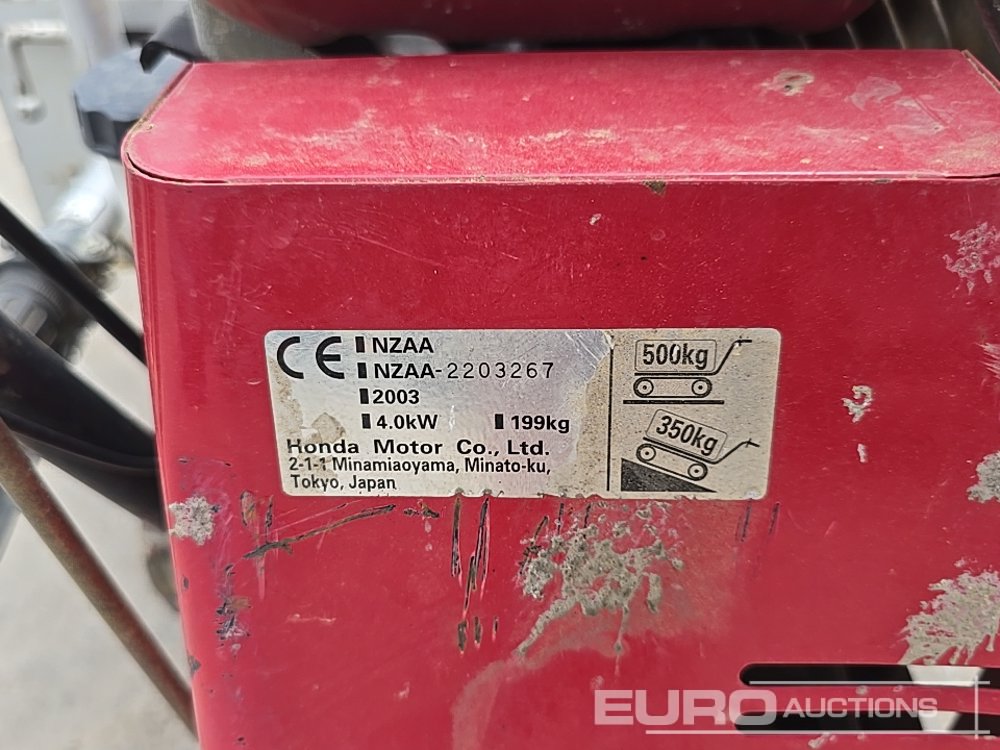 CE NZAA
NZAA-2203267
2003
4.0kW 199kg
Honda Motor Co., Ltd.
2-1-1 Minamiaoyama, Minato-ku,
Tokyo, Japan
500kg
350kg
EURO AUCTIONS